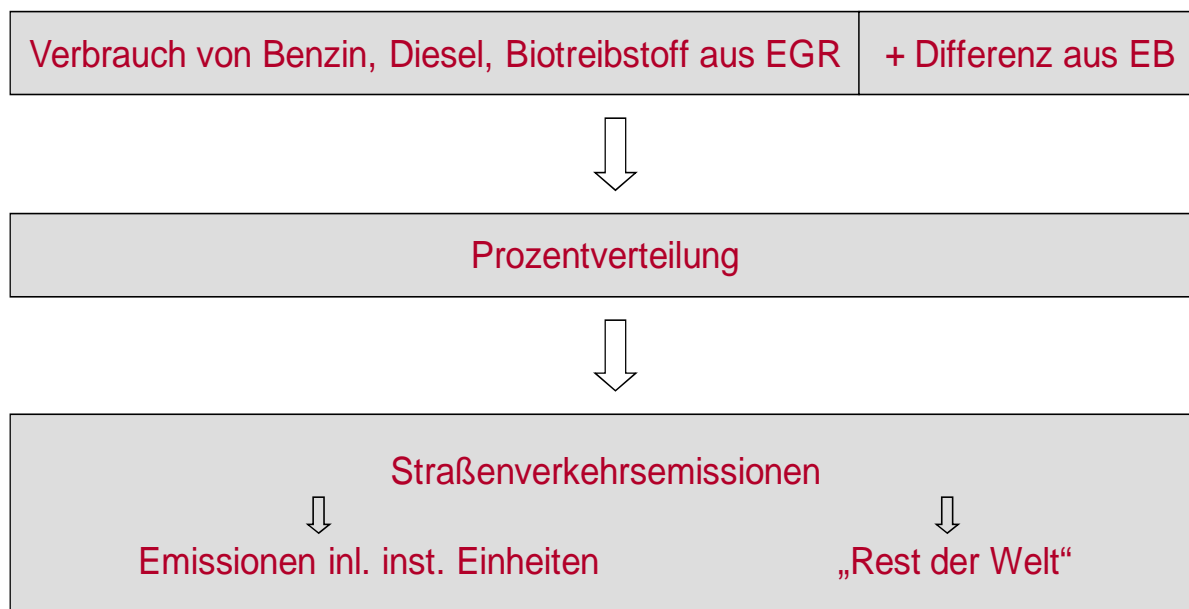 Verbrauch von Benzin, Diesel, Biotreibstoff aus EGR + Differenz aus EB
Prozentverteilung
Straßenverkehrsemissionen
Emissionen inl. inst. Einheiten „Rest der Welt“